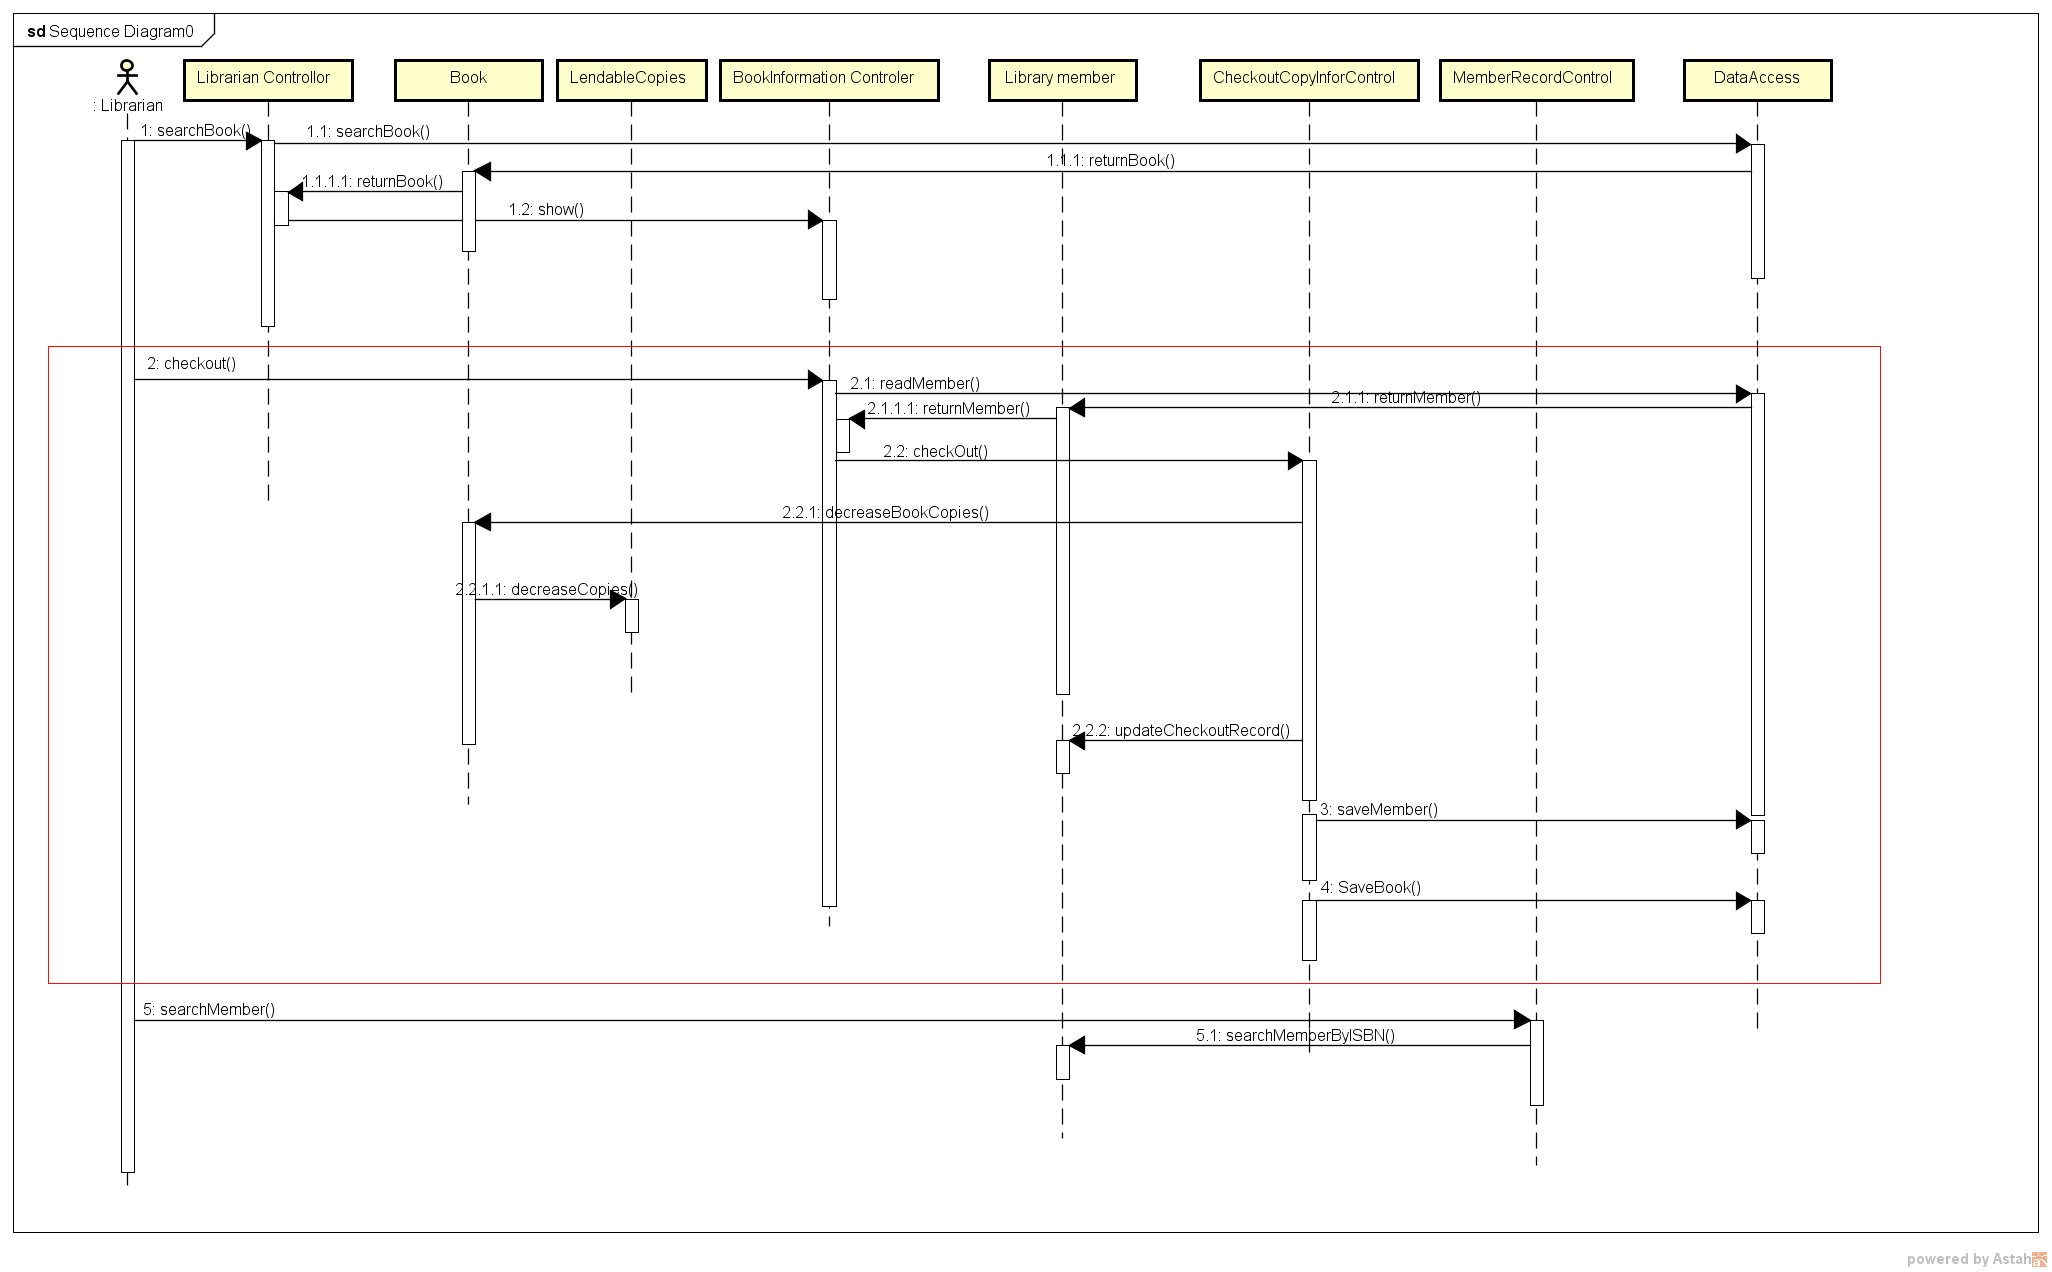 sd Sequence Diagram0
: Librarian
Librarian Controllor
Book
LendableCopies
BookInformation Controler
Library member
CheckoutCopyInforControl
MemberRecordControl
DataAccess
1: searchBook()
1.1: searchBook()
1.1.1: returnBook()
1.1.1.1: returnBook()
1.2: show()
2: checkout()
2.1: readMember()
2.1.1: returnMember()
2.1.1.1: returnMember()
2.2: checkOut()
2.2.1: decreaseBookCopies()
2.2.1.1: decreaseCopies()
2.2.2: updateCheckoutRecord()
3: saveMember()
4: SaveBook()
5: searchMember()
5.1: searchMemberByISBN()
powered by Astah